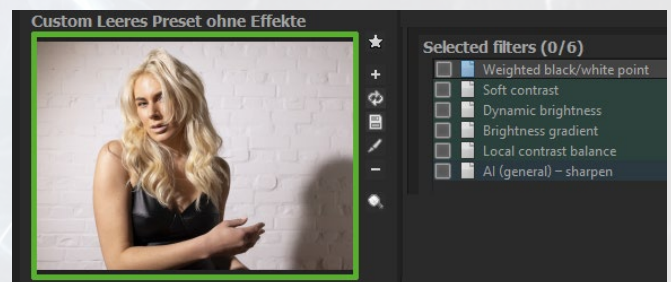 Custom Leeres Preset ohne Effekte
Selected filters (0/6)
Weighted black/white point
Soft contrast
Dynamic brightness
Brightness gradient
Local contrast balance
AI (general) – sharpen